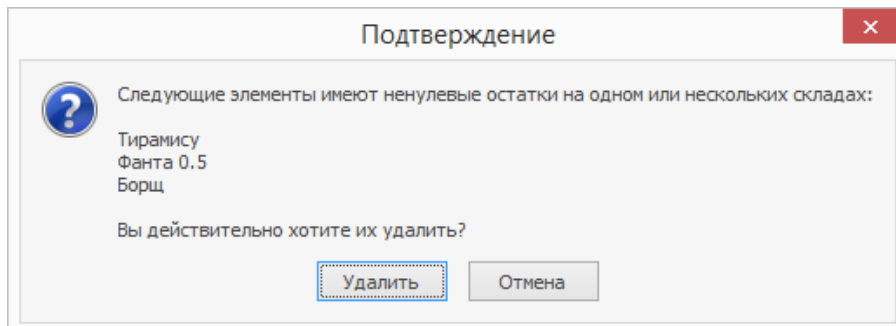 Подтверждение
Следующие элементы имеют ненулевые остатки на одном или нескольких складах:
Тирамису
Фанта 0.5
Борщ
Вы действительно хотите их удалить?
Удалить
Отмена